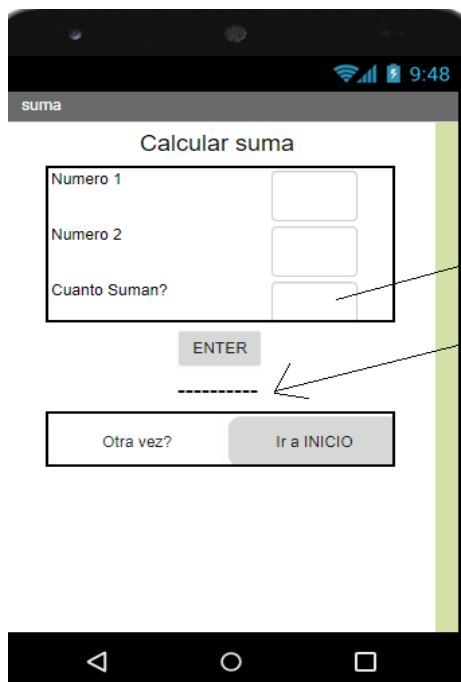 9:48
suma
Calcular suma
Numero 1
Numero 2
Cuanto Suman?
ENTER
----------
Otra vez?
Ir a INICIO